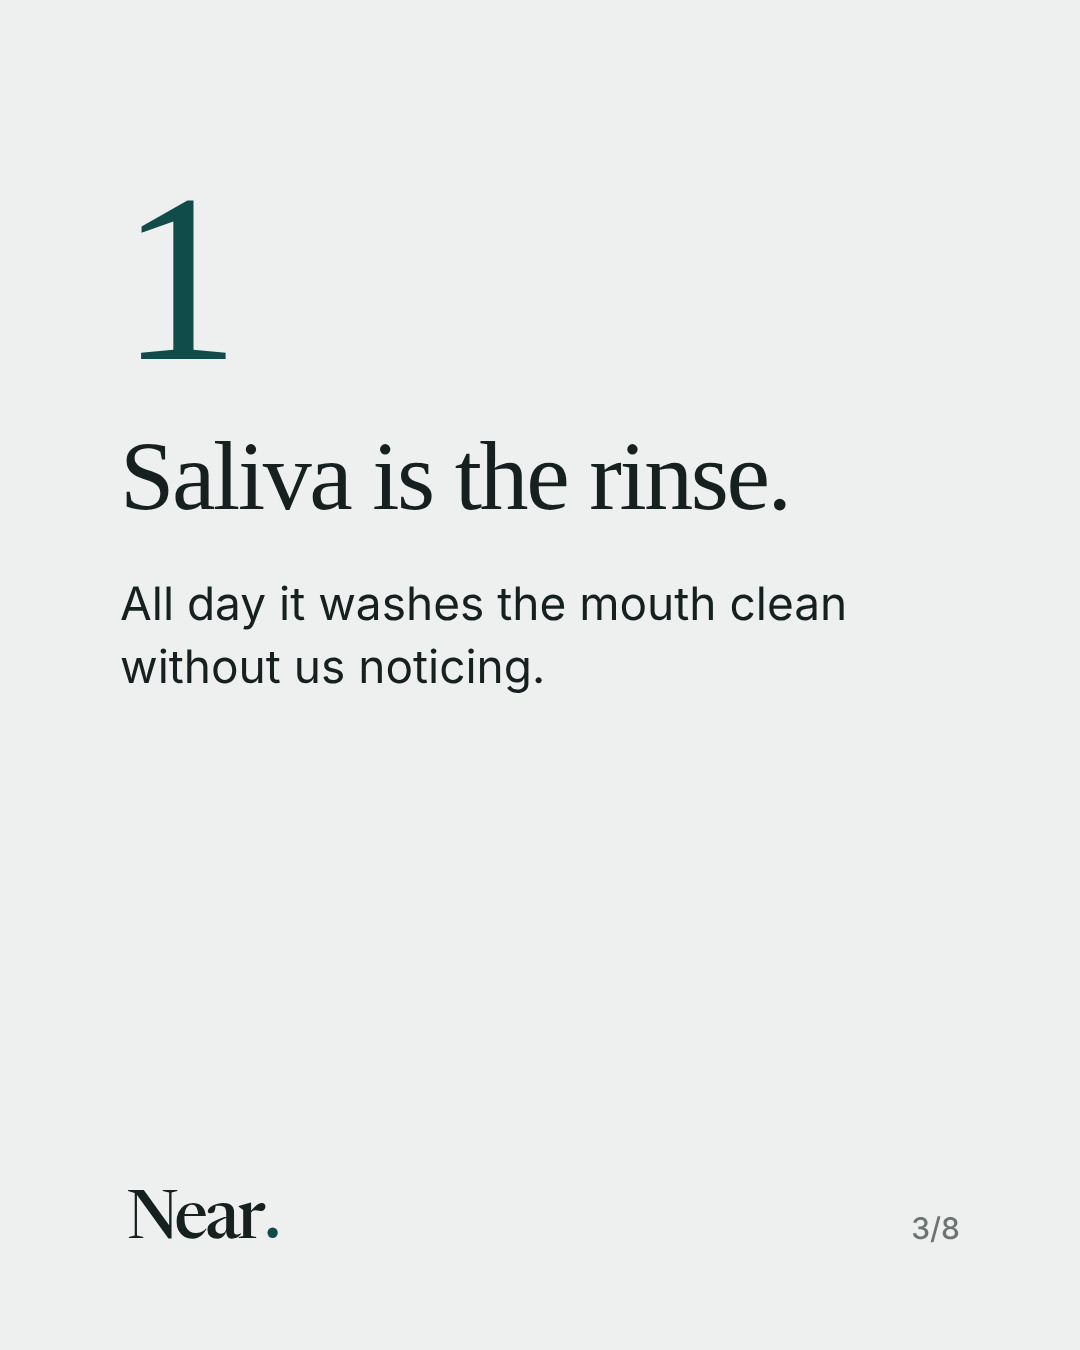 1
Saliva is the rinse.
All day it washes the mouth clean
without us noticing.
Near.
3/8